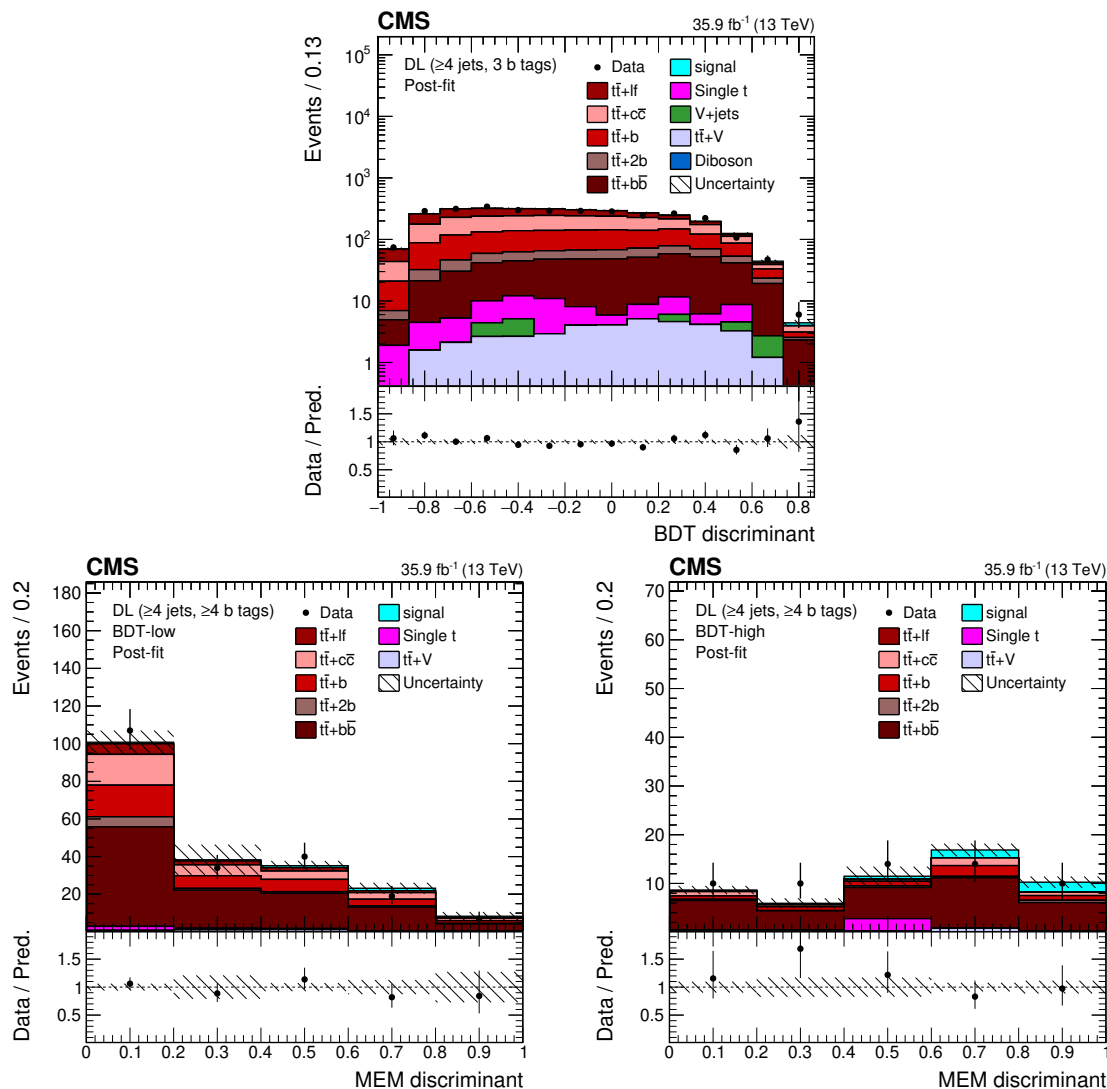 CMS 35.9 fb⁻¹ (13 TeV)
Events / 0.13
DL (≥4 jets, 3 b tags)
Post-fit
Data
tt̄+lf
tt̄+cc̄
tt̄+b
tt̄+2b
tt̄+bb̄
signal
Single t
V+jets
tt̄+V
Diboson
Uncertainty
10⁵
10⁴
10³
10²
10
1
Data / Pred.
1.5
1
0.5
−1 −0.8 −0.6 −0.4 −0.2 0 0.2 0.4 0.6 0.8
BDT discriminant
CMS 35.9 fb⁻¹ (13 TeV)
Events / 0.2
DL (≥4 jets, ≥4 b tags)
BDT-low
Post-fit
Data
tt̄+lf
tt̄+cc̄
tt̄+b
tt̄+2b
tt̄+bb̄
signal
Single t
tt̄+V
Uncertainty
180
160
140
120
100
80
60
40
20
Data / Pred.
1.5
1
0.5
0 0.1 0.2 0.3 0.4 0.5 0.6 0.7 0.8 0.9 1
MEM discriminant
CMS 35.9 fb⁻¹ (13 TeV)
Events / 0.2
DL (≥4 jets, ≥4 b tags)
BDT-high
Post-fit
Data
tt̄+lf
tt̄+cc̄
tt̄+b
tt̄+2b
tt̄+bb̄
signal
Single t
tt̄+V
Uncertainty
70
60
50
40
30
20
10
Data / Pred.
1.5
1
0.5
0 0.1 0.2 0.3 0.4 0.5 0.6 0.7 0.8 0.9 1
MEM discriminant